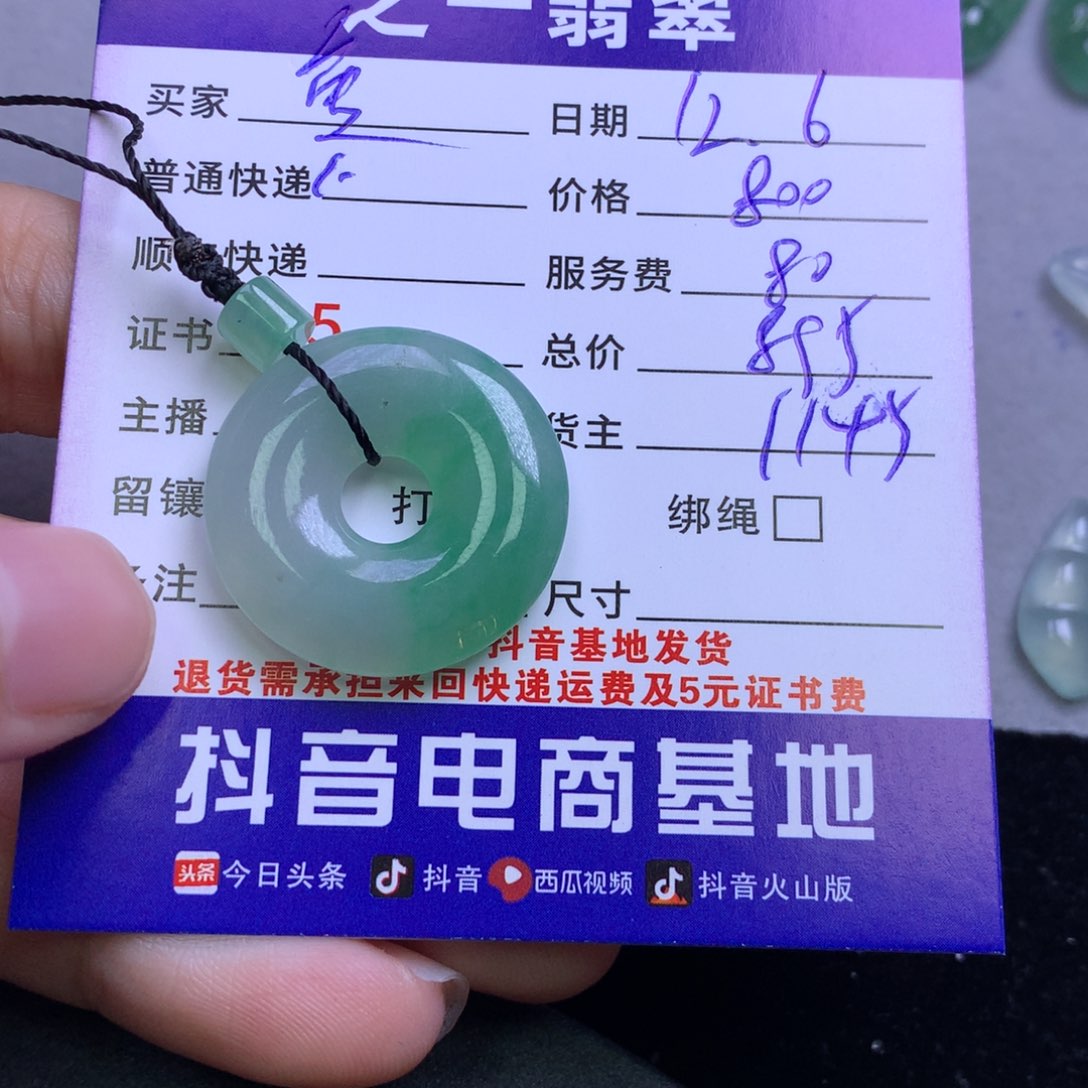 之一翡翠
买家 日期 12.6
普通快递 价格 800
顺 快递 服务费 80
证书 5 总价 895
主播 货主 1145
留镶 打 绑绳
注 尺寸
抖音基地发货
退货需承担来回快递运费及5元证书费
抖音电商基地
头条 今日头条 抖音 西瓜视频 抖音火山版